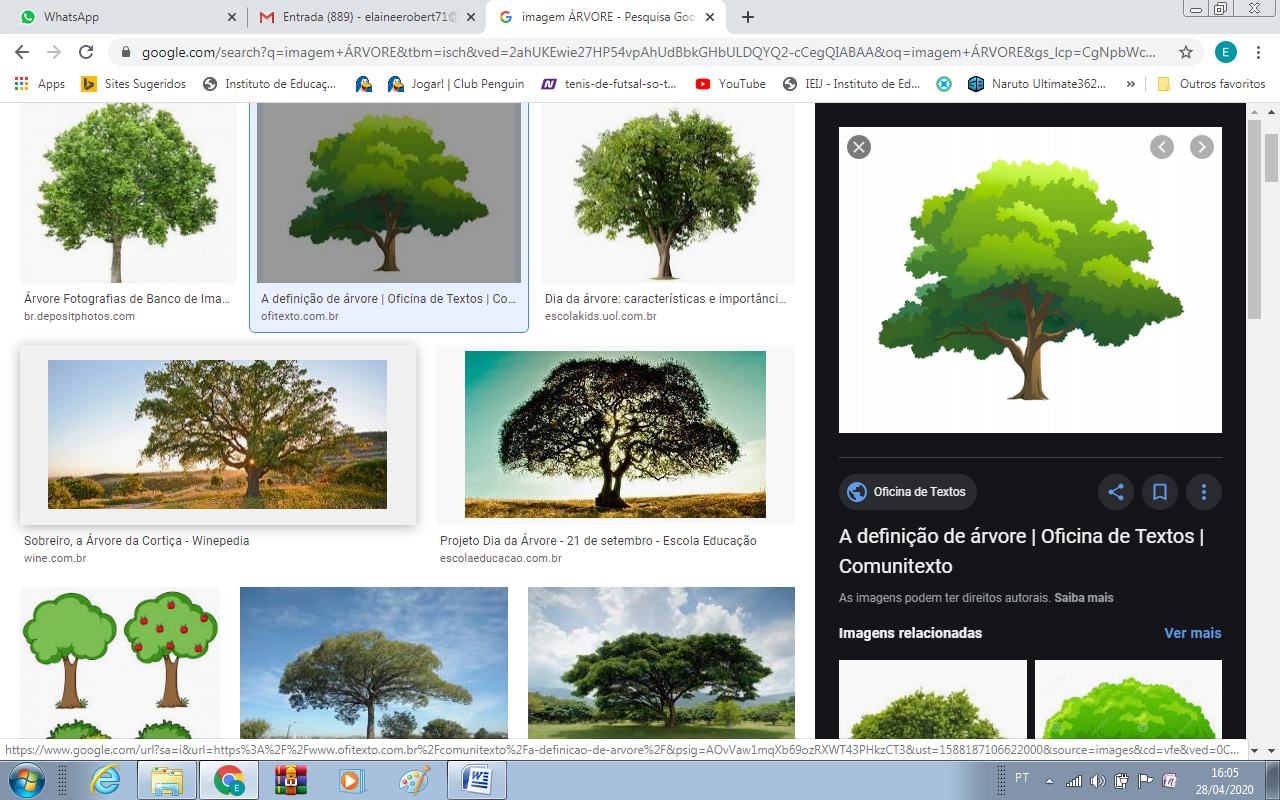 WhatsApp
Entrada (889) - elaineerobert71@
imagem ÁRVORE - Pesquisa Goo
google.com/search?q=imagem+ÁRVORE&tbm=isch&ved=2ahUKEwie27HP54vpAhUdBbkGHbULDQYQ2-cCegQIABAA&oq=imagem+ÁRVORE&gs_lcp=CgNpbWc...
E
Apps
Sites Sugeridos
Instituto de Educaç...
Jogar! | Club Penguin
tenis-de-futsal-so-t...
YouTube
IEIJ - Instituto de Ed...
Naruto Ultimate362...
»
Outros favoritos
Árvore Fotografias de Banco de Ima...
br.depositphotos.com
A definição de árvore | Oficina de Textos | Co...
ofitexto.com.br
Dia da árvore: características e importânci...
escolakids.uol.com.br
Sobreiro, a Árvore da Cortiça - Winepedia
wine.com.br
Projeto Dia da Árvore - 21 de setembro - Escola Educação
escolaeducacao.com.br
Oficina de Textos
A definição de árvore | Oficina de Textos |
Comunitexto
As imagens podem ter direitos autorais. Saiba mais
Imagens relacionadas
Ver mais
https://www.google.com/url?sa=i&url=https%3A%2F%2Fwww.ofitexto.com.br%2Fcomunitexto%2Fa-definicao-de-arvore%2F&psig=AOvVaw1mqXb69ozRXWT43PHkzCT3&ust=1588187106622000&source=images&cd=vfe&ved=0C...
PT
16:05
28/04/2020